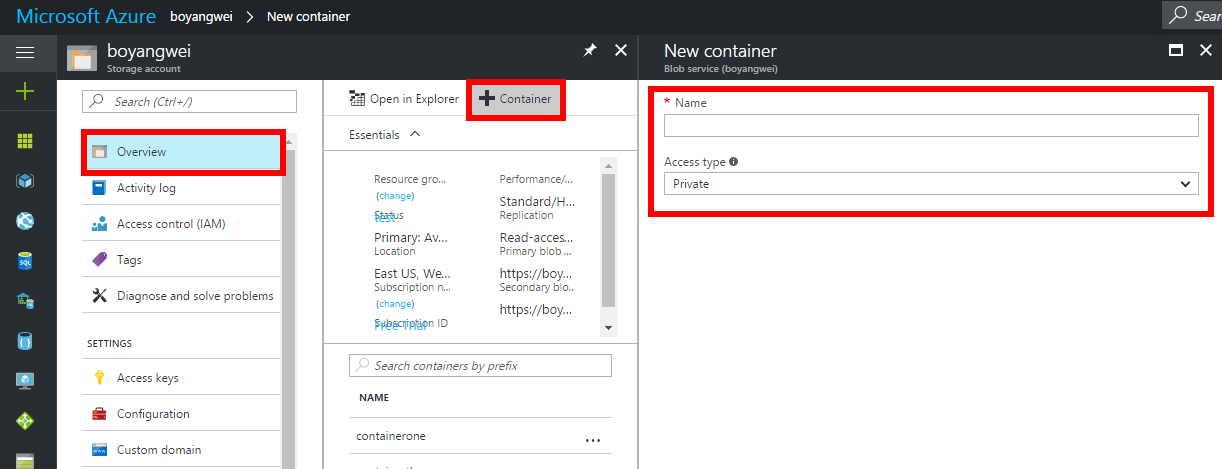 Microsoft Azure boyangwei > New container
Sear
boyangwei
Storage account
Search (Ctrl+/)
Overview
Activity log
Access control (IAM)
Tags
Diagnose and solve problems
SETTINGS
Access keys
Configuration
Custom domain
Open in Explorer
Container
Essentials
Resource gro...
(change)
test
Status
Primary: Av...
Location
East US, We...
Subscription n...
(change)
Free Trial
Subscription ID
Performance/...
Standard/H...
Replication
Read-acces...
Primary blob ...
https://boy...
Secondary blo...
https://boy...
Search containers by prefix
NAME
containerone
...
New container
Blob service (boyangwei)
* Name
Access type
Private
SQL